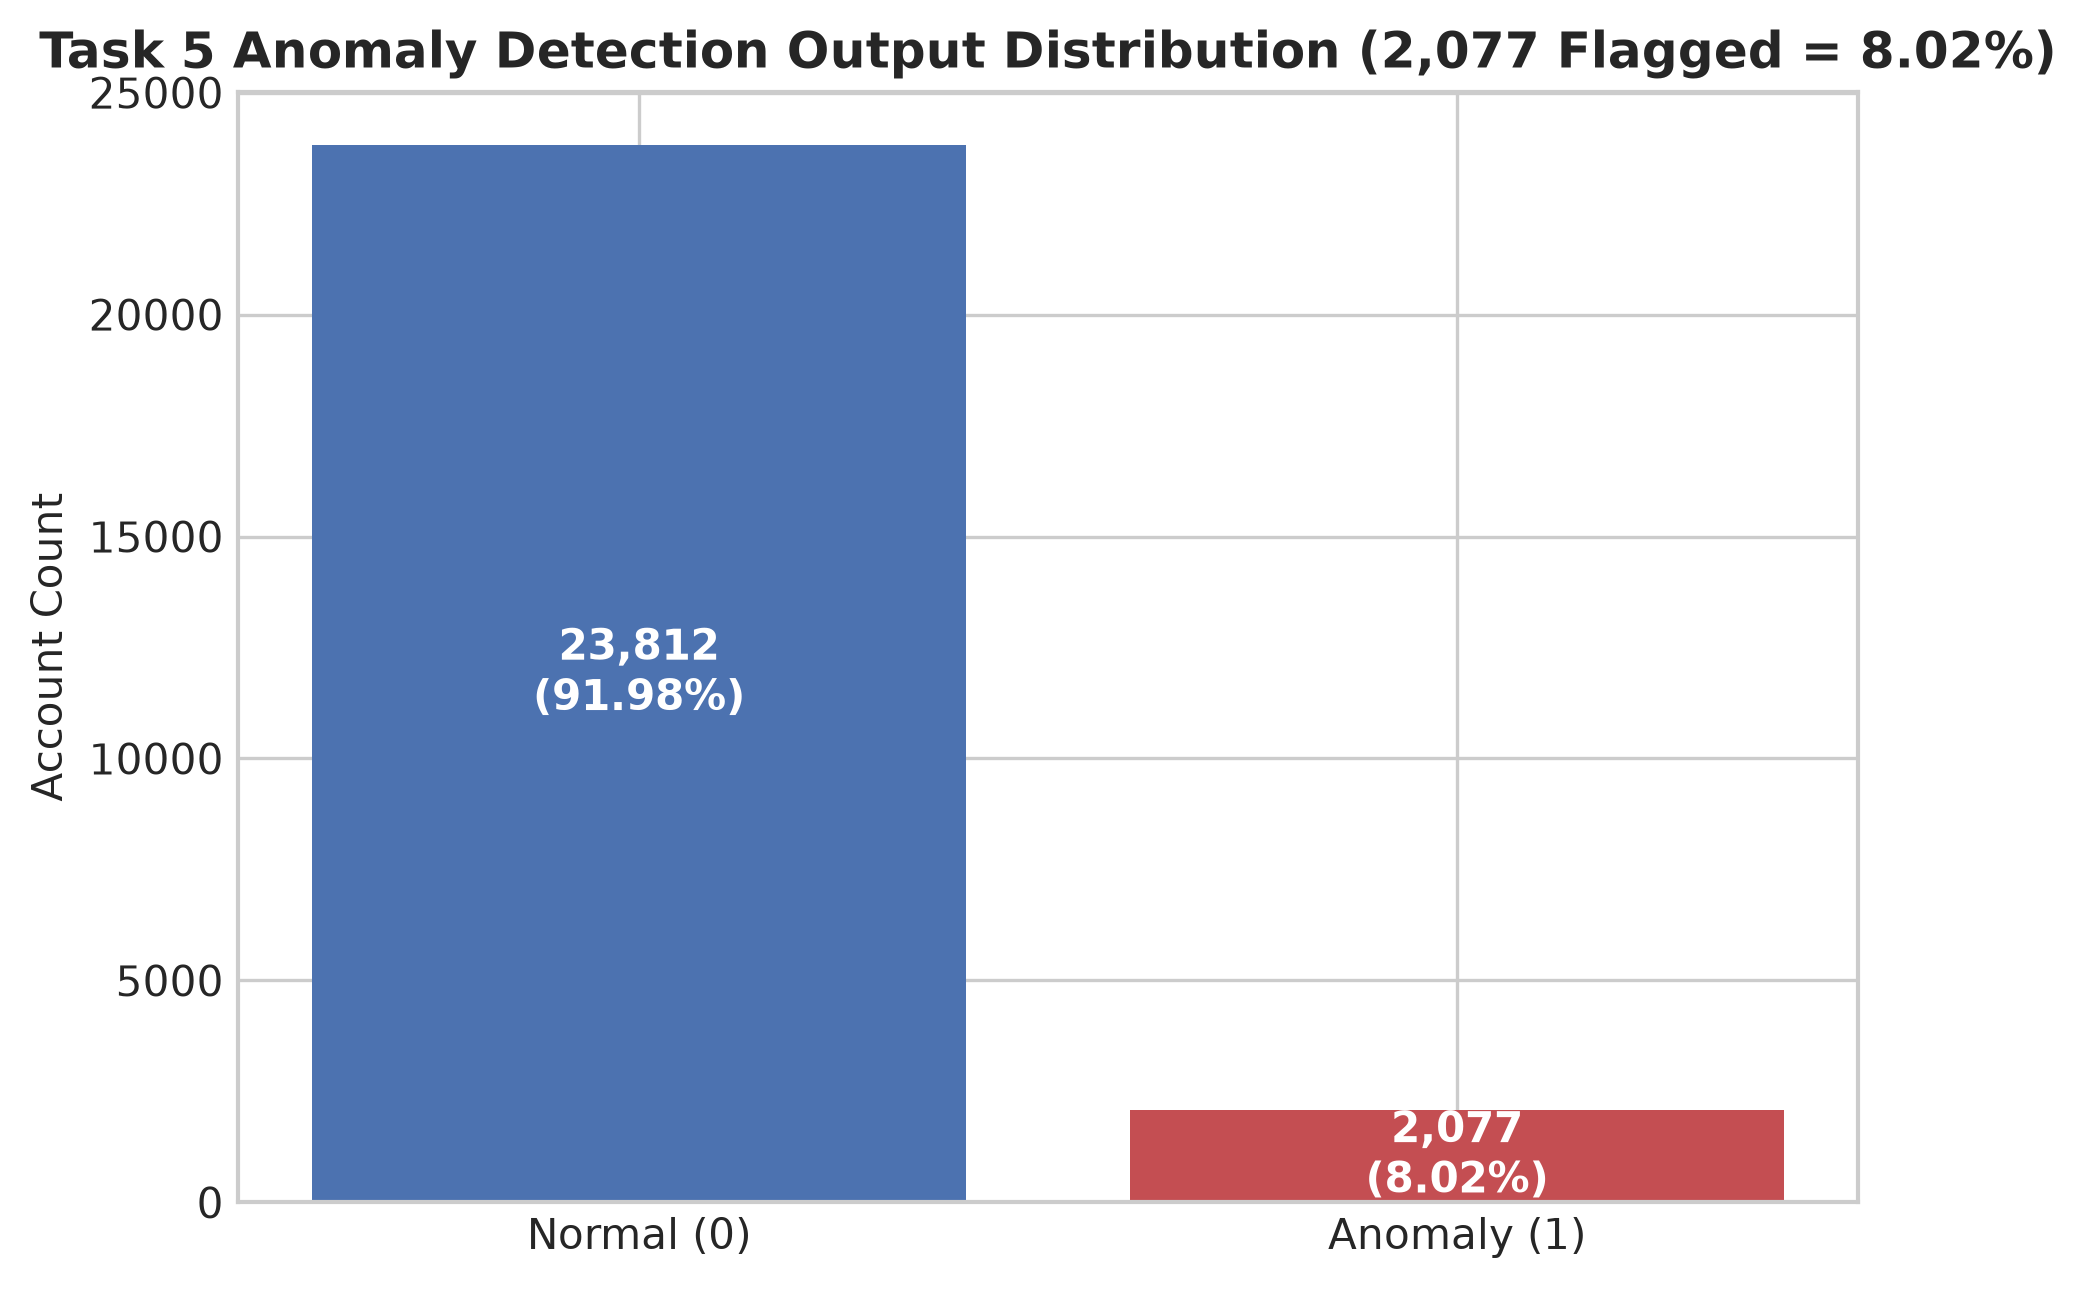 Task 5 Anomaly Detection Output Distribution (2,077 Flagged = 8.02%)
Account Count
25000
20000
15000
10000
5000
0
23,812
(91.98%)
2,077
(8.02%)
Normal (0)
Anomaly (1)